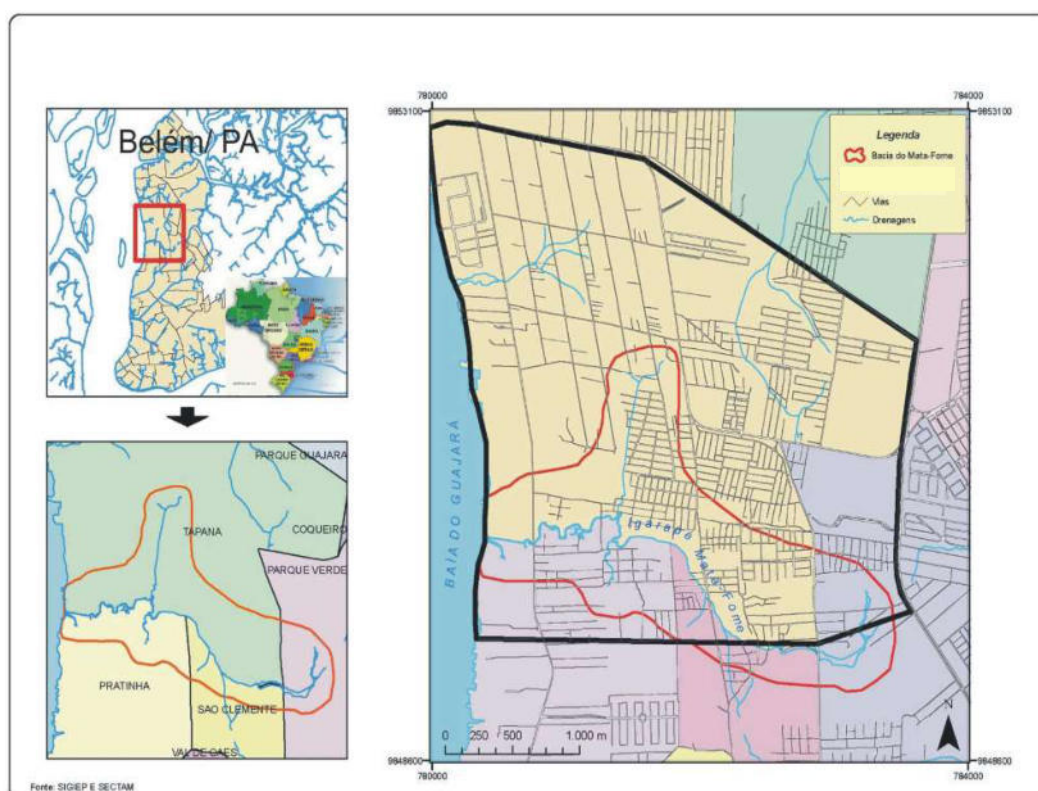 Belém/ PA
PARQUE GUAJARA
TAPANA
COQUEIRO
PARQUE VERDE
PRATINHA
SAO CLEMENTE
VAL DE CAES
Fonte: SIGIEP E SECTAM
780000
784000
9853100
9853100
Legenda
Bacia do Mata-Fome
Vias
Drenagens
BAÍA DO GUAJARÁ
Igarapé Mata-Fome
N
0 250 500 1.000 m
9848600
9848600
780000
784000